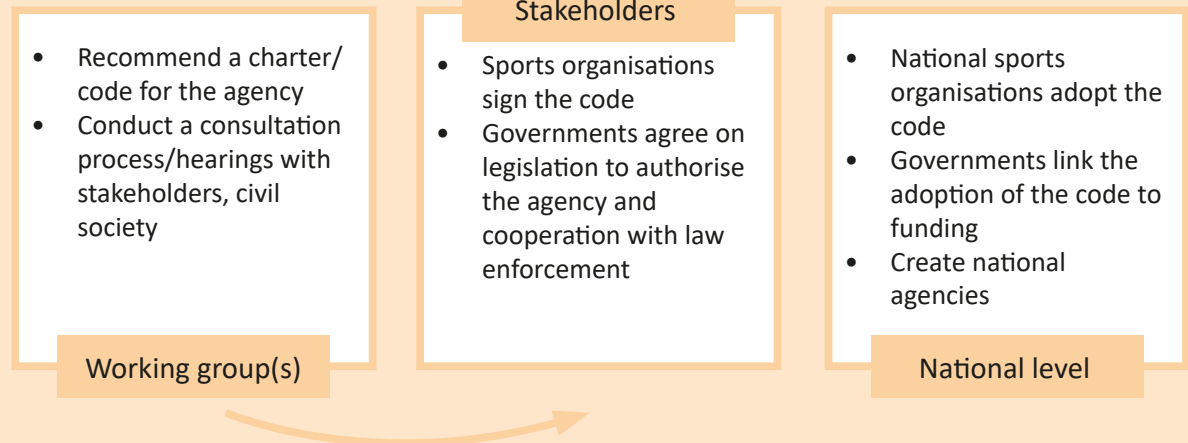 • Recommend a charter/
code for the agency
• Conduct a consultation
process/hearings with
stakeholders, civil
society
Working group(s)
Stakeholders
• Sports organisations
sign the code
• Governments agree on
legislation to authorise
the agency and
cooperation with law
enforcement
• National sports
organisations adopt the
code
• Governments link the
adoption of the code to
funding
• Create national
agencies
National level